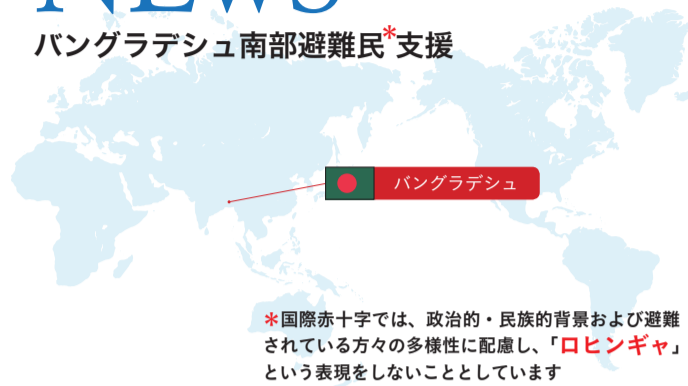 NEWS
バングラデシュ南部避難民*支援
バングラデシュ
*国際赤十字では、政治的・民族的背景および避難
されている方々の多様性に配慮し、「ロヒンギャ」
という表現をしないこととしています